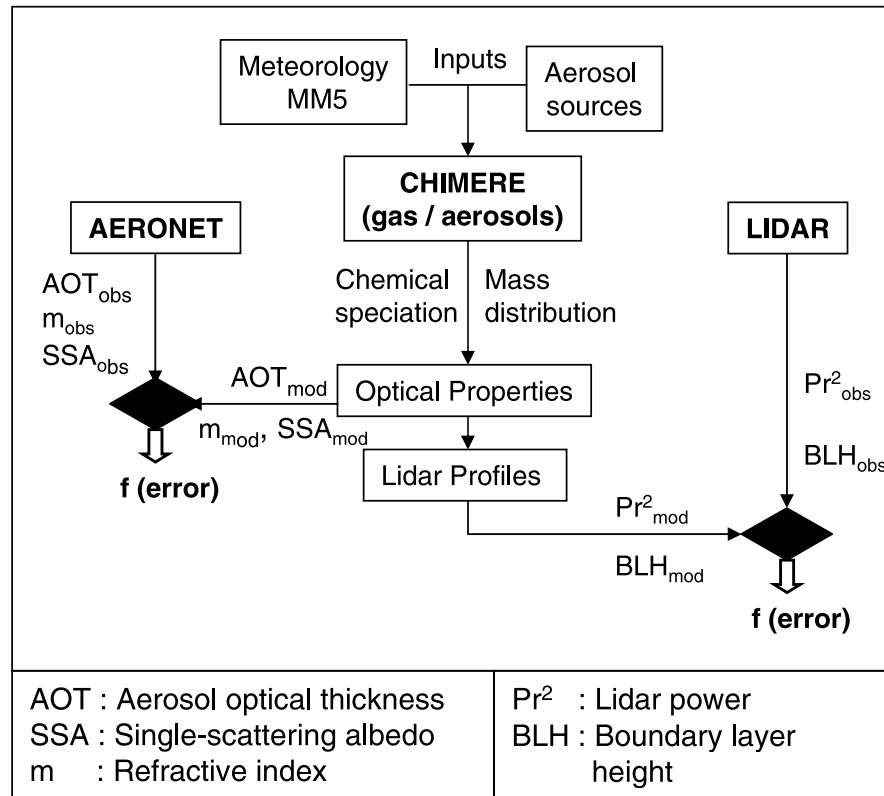 Meteorology
MM5
Inputs
Aerosol
sources
CHIMERE
(gas / aerosols)
AERONET
LIDAR
AOT_obs
m_obs
SSA_obs
Chemical
speciation
Mass
distribution
AOT_mod
Optical Properties
m_mod, SSA_mod
Pr²_obs
BLH_obs
f (error)
Lidar Profiles
Pr²_mod
BLH_mod
f (error)
AOT : Aerosol optical thickness
SSA : Single-scattering albedo
m : Refractive index
Pr² : Lidar power
BLH : Boundary layer
height